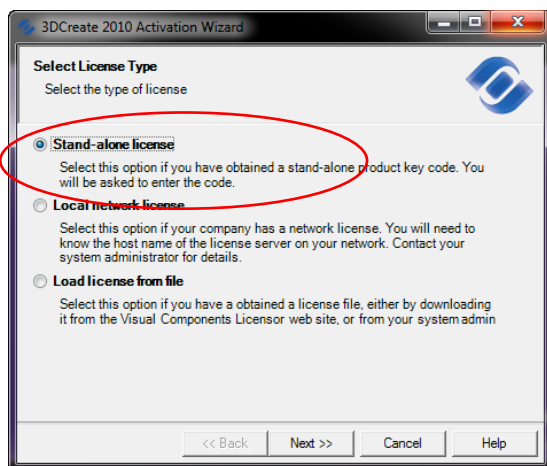 3DCreate 2010 Activation Wizard
Select License Type
Select the type of license
Stand-alone license
Select this option if you have obtained a stand-alone product key code. You
will be asked to enter the code.
Local network license
Select this option if your company has a network license. You will need to
know the host name of the license server on your network. Contact your
system administrator for details.
Load license from file
Select this option if you have a obtained a license file, either by downloading
it from the Visual Components Licensor web site, or from your system admin
<< Back Next >> Cancel Help